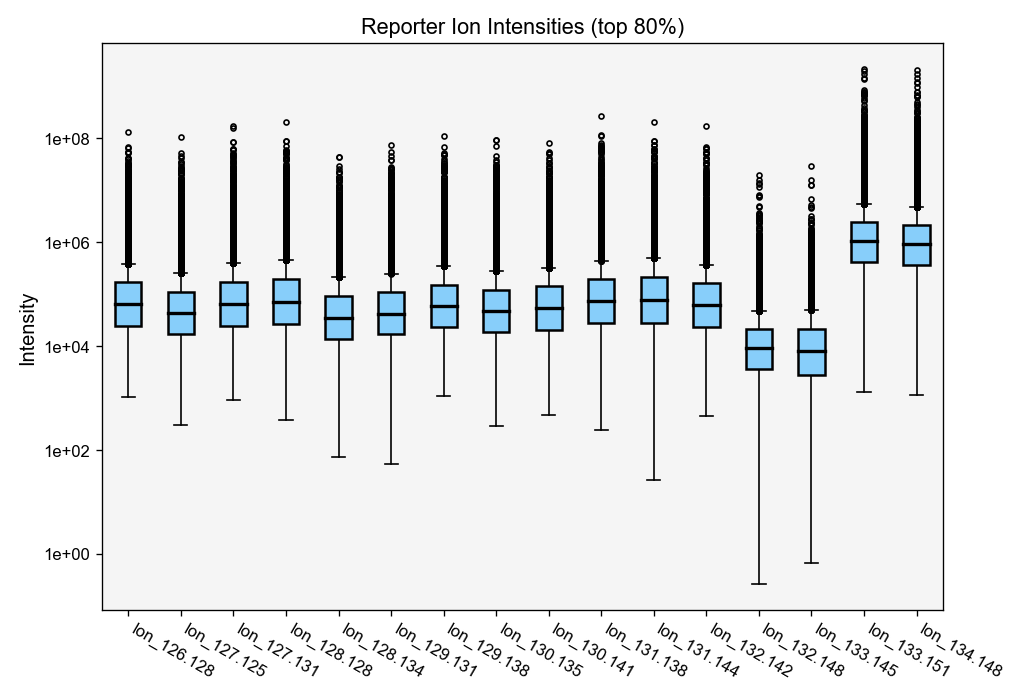 Reporter Ion Intensities (top 80%)
Intensity
1e+08
1e+06
1e+04
1e+02
1e+00
Ion_126.128
Ion_127.125
Ion_127.131
Ion_128.128
Ion_128.134
Ion_129.131
Ion_129.138
Ion_130.135
Ion_130.141
Ion_131.138
Ion_131.144
Ion_132.142
Ion_132.148
Ion_133.145
Ion_133.151
Ion_134.148